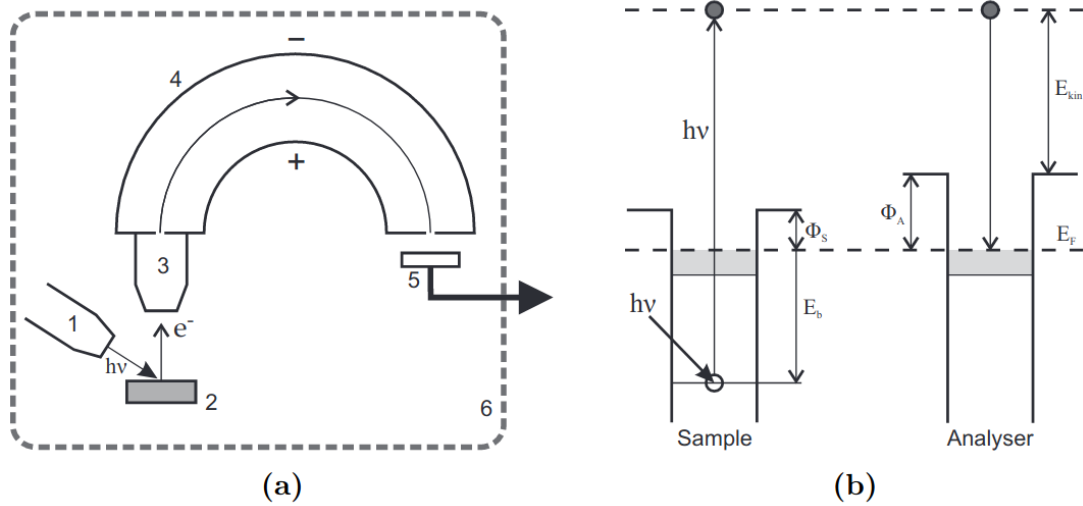 −
4
+
3
5
1
e⁻
hν
2
6
(a)
hν
E_kin
Φ_A
Φ_S
E_F
hν
E_b
Sample
Analyser
(b)